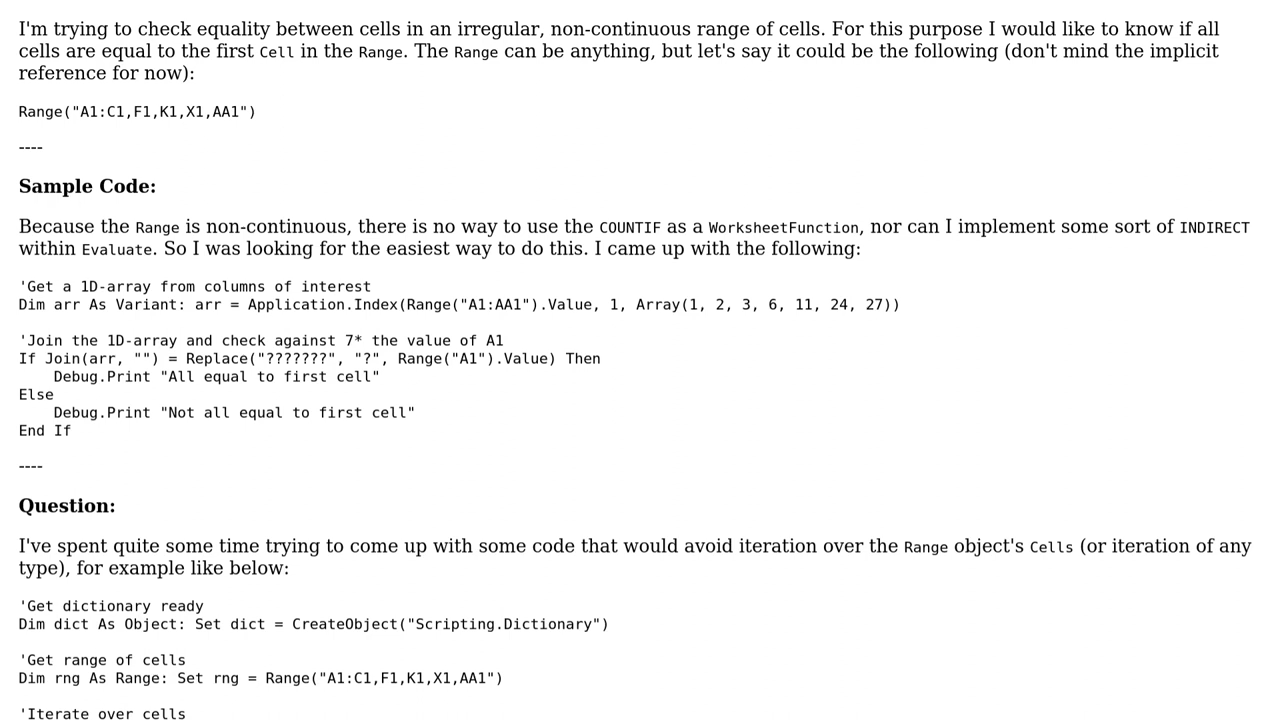 I'm trying to check equality between cells in an irregular, non-continuous range of cells. For this purpose I would like to know if all
cells are equal to the first Cell in the Range. The Range can be anything, but let's say it could be the following (don't mind the implicit
reference for now):
Range("A1:C1,F1,K1,X1,AA1")
----
Sample Code:
Because the Range is non-continuous, there is no way to use the COUNTIF as a WorksheetFunction, nor can I implement some sort of INDIRECT
within Evaluate. So I was looking for the easiest way to do this. I came up with the following:
'Get a 1D-array from columns of interest
Dim arr As Variant: arr = Application.Index(Range("A1:AA1").Value, 1, Array(1, 2, 3, 6, 11, 24, 27))
'Join the 1D-array and check against 7* the value of A1
If Join(arr, "") = Replace("???????", "?", Range("A1").Value) Then
    Debug.Print "All equal to first cell"
Else
    Debug.Print "Not all equal to first cell"
End If
----
Question:
I've spent quite some time trying to come up with some code that would avoid iteration over the Range object's Cells (or iteration of any
type), for example like below:
'Get dictionary ready
Dim dict As Object: Set dict = CreateObject("Scripting.Dictionary")
'Get range of cells
Dim rng As Range: Set rng = Range("A1:C1,F1,K1,X1,AA1")
'Iterate over cells